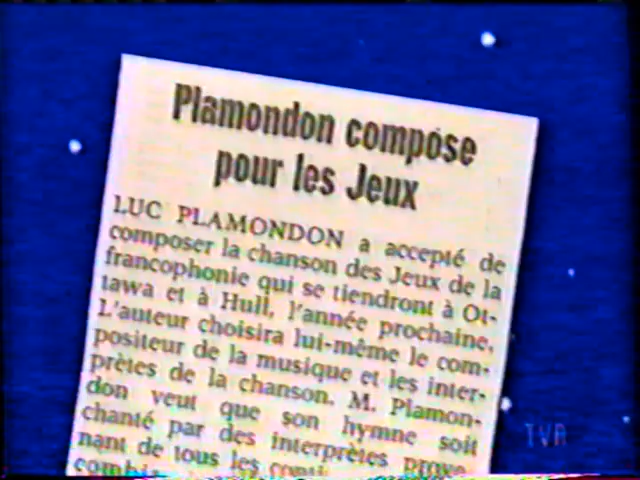 Plamondon compose
pour les Jeux
LUC PLAMONDON a accepté de
composer la chanson des Jeux de la
francophonie qui se tiendront à Ot-
tawa et à Hull, l'année prochaine.
L'auteur choisira lui-même le com-
positeur de la musique et les inter-
prètes de la chanson. M. Plamon-
don veut que son hymne soit
chanté par des interprètes prove-
nant de tous les
TVA